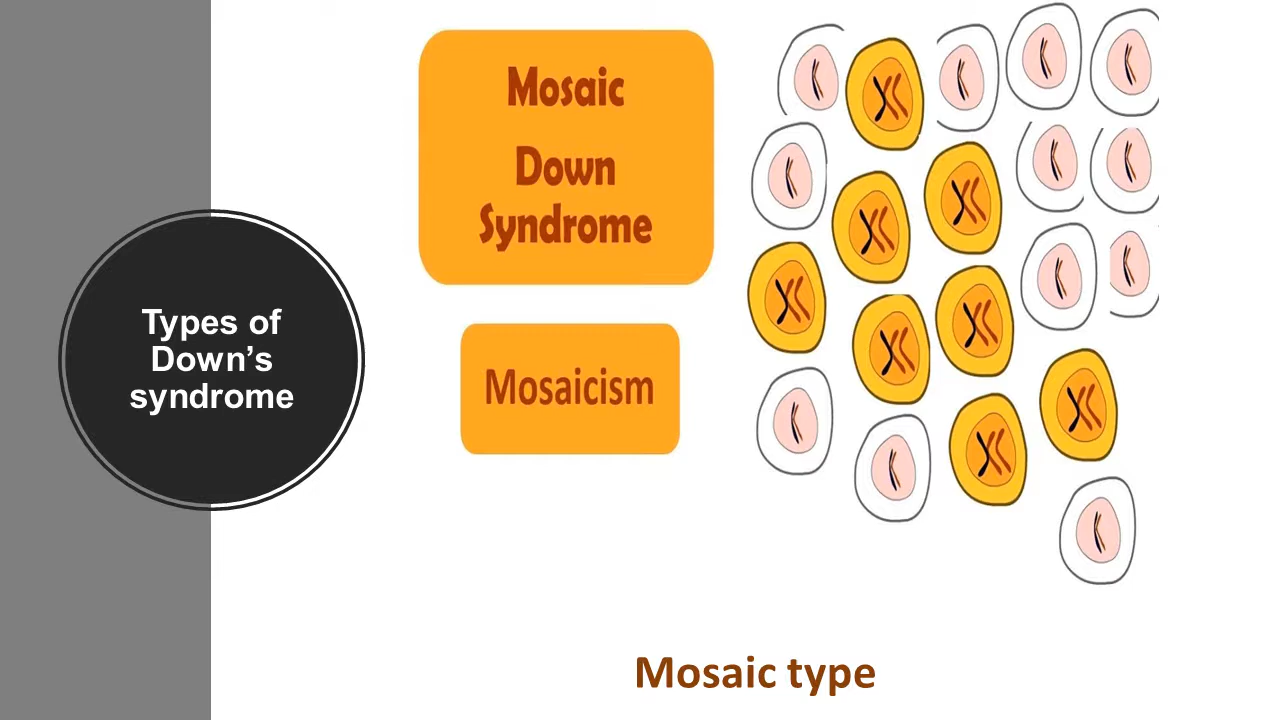 Types of
Down’s
syndrome
Mosaic
Down
Syndrome
Mosaicism
Mosaic type